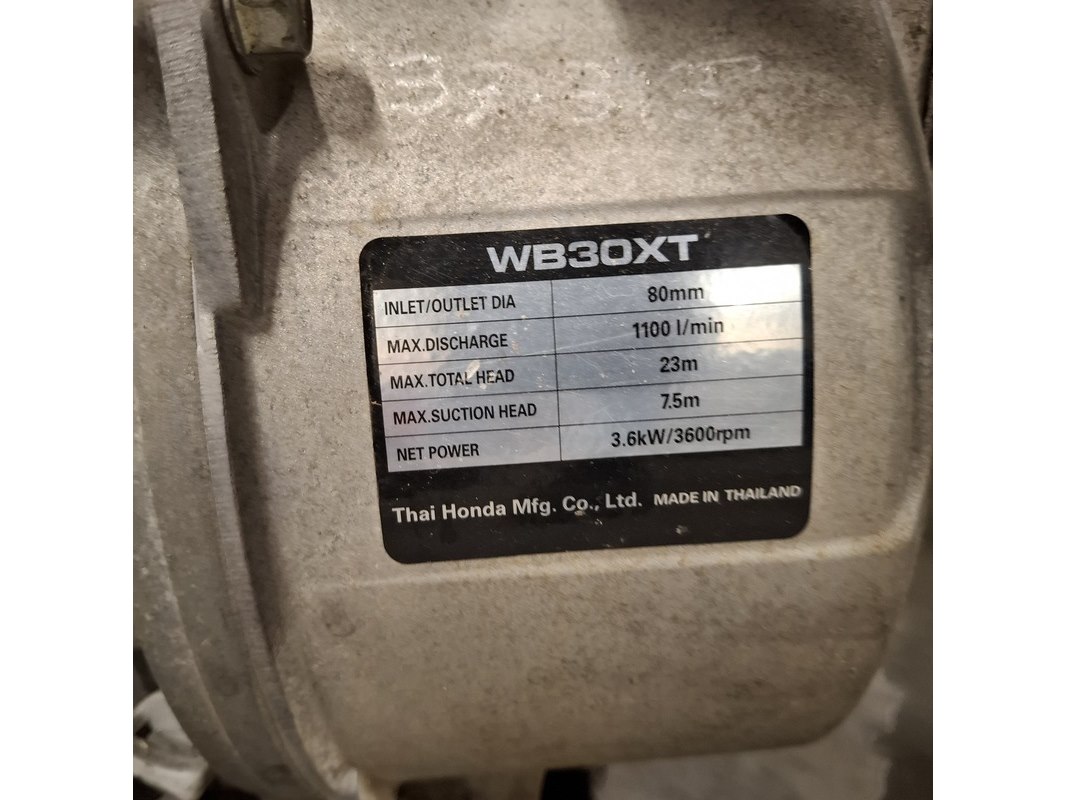 WB30XT
INLET/OUTLET DIA 80mm
MAX.DISCHARGE 1100 l/min
MAX.TOTAL HEAD 23m
MAX.SUCTION HEAD 7.5m
NET POWER 3.6kW/3600rpm
Thai Honda Mfg. Co., Ltd. MADE IN THAILAND